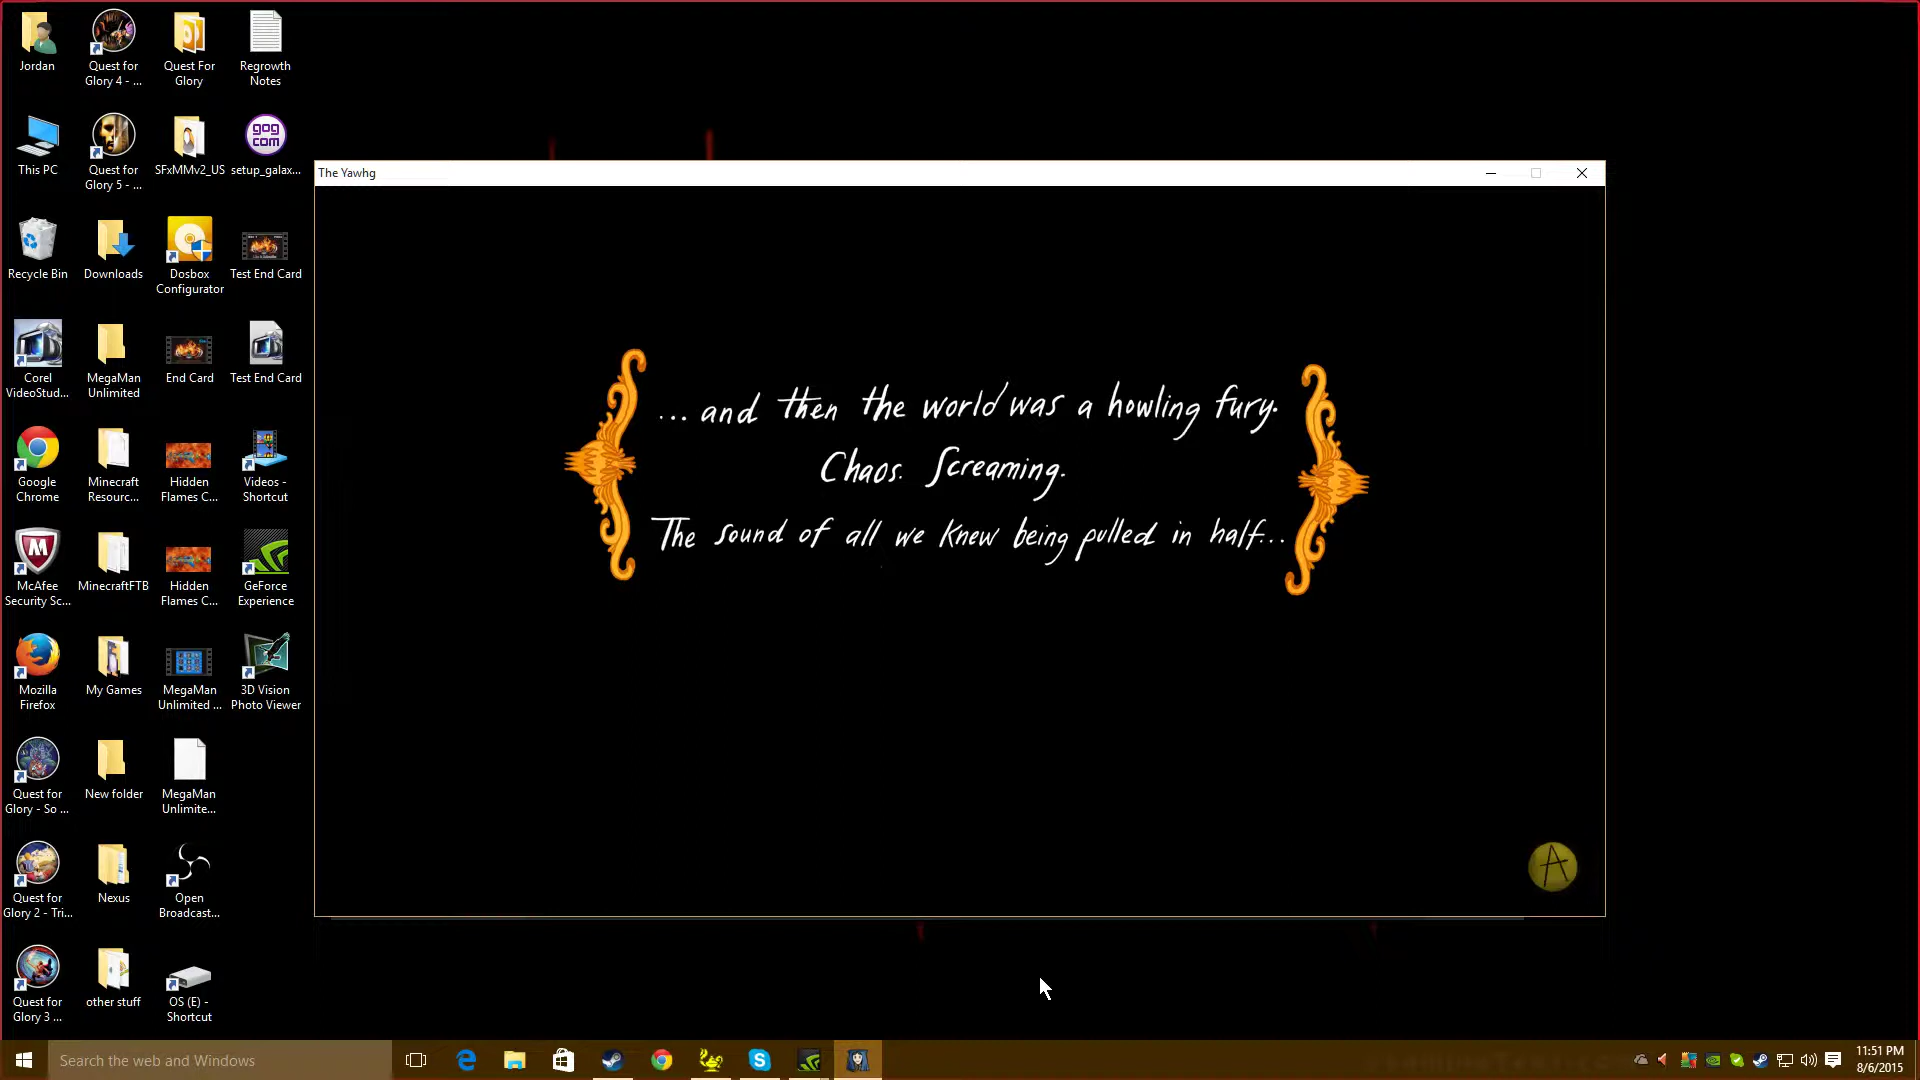 Jordan
Quest for
Glory 4 - ...
Quest For
Glory
Regrowth
Notes
This PC
Quest for
Glory 5 - ...
SFxMMv2_US
gog
com
setup_galax...
Recycle Bin
Downloads
Dosbox
Configurator
Test End Card
Corel
VideoStud...
MegaMan
Unlimited
End Card
Test End Card
Google
Chrome
Minecraft
Resourc...
Hidden
Flames C...
Videos -
Shortcut
McAfee
Security Sc...
MinecraftFTB
Hidden
Flames C...
GeForce
Experience
Mozilla
Firefox
My Games
MegaMan
Unlimited ...
3D Vision
Photo Viewer
Quest for
Glory - So ...
New folder
MegaMan
Unlimite...
Quest for
Glory 2 - Tri...
Nexus
Open
Broadcast...
Quest for
Glory 3 ...
other stuff
OS (E) -
Shortcut
The Yawhg
...and then the world was a howling fury.
Chaos. Screaming.
The sound of all we knew being pulled in half...
A
Search the web and Windows
11:51 PM
8/6/2015